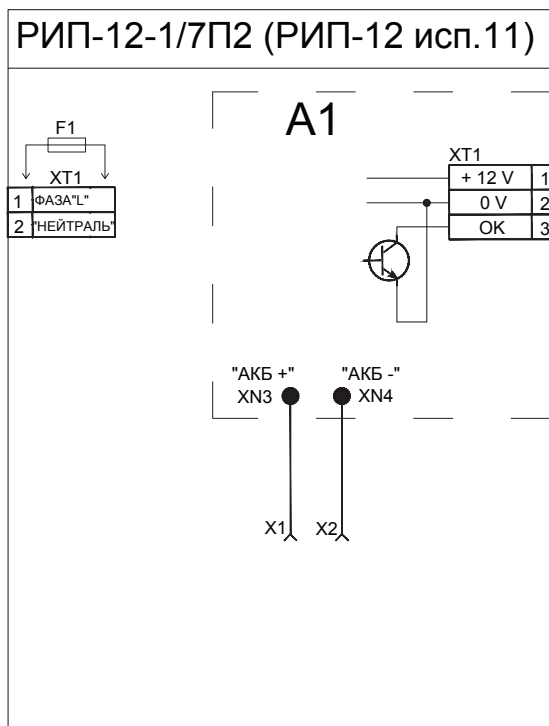 РИП-12-1/7П2 (РИП-12 исп.11)
A1
F1
XT1
1 ФАЗА"L"
2 "НЕЙТРАЛЬ"
XT1
+ 12 V 1
0 V 2
OK 3
"АКБ +" "АКБ -"
XN3 XN4
X1 X2